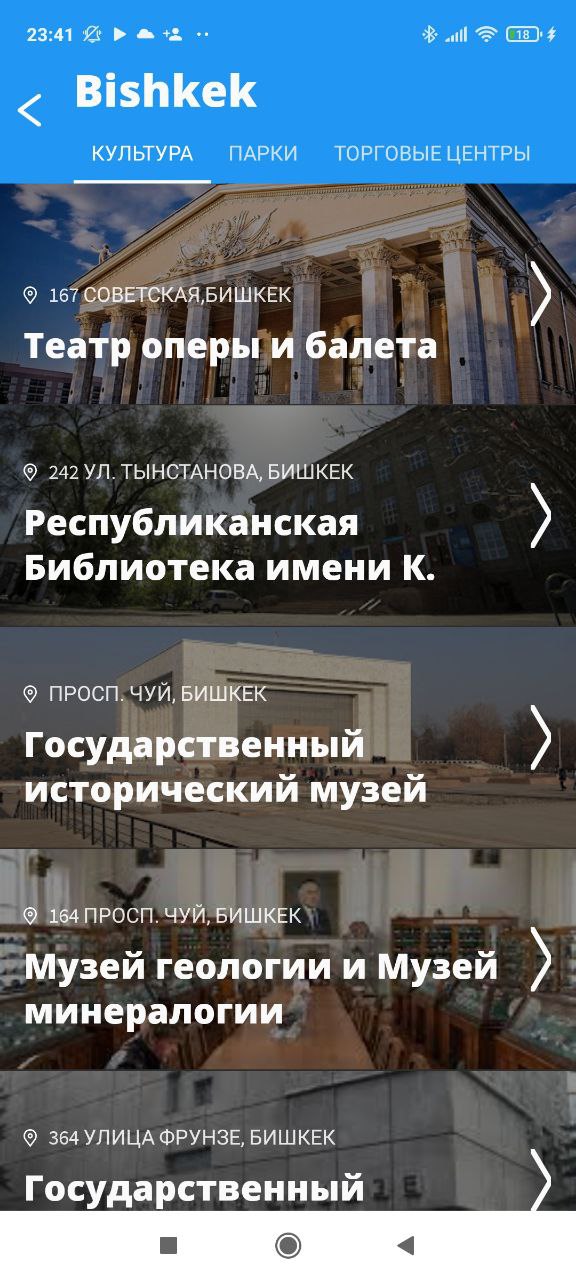 23:41
18
Bishkek
КУЛЬТУРА ПАРКИ ТОРГОВЫЕ ЦЕНТРЫ
167 СОВЕТСКАЯ,БИШКЕК
Театр оперы и балета
242 УЛ. ТЫНСТАНОВА, БИШКЕК
Республиканская
Библиотека имени К.
ПРОСП. ЧУЙ, БИШКЕК
Государственный
исторический музей
164 ПРОСП. ЧУЙ, БИШКЕК
Музей геологии и Музей
минералогии
364 УЛИЦА ФРУНЗЕ, БИШКЕК
Государственный